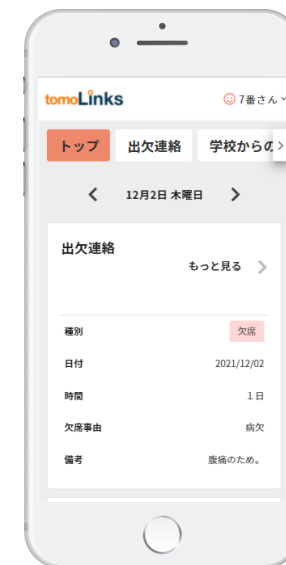 tomoLinks
7番さん
トップ 出欠連絡 学校からの
12月2日 木曜日
出欠連絡
もっと見る
種別 欠席
日付 2021/12/02
時間 1日
欠席事由 病欠
備考 腹痛のため。